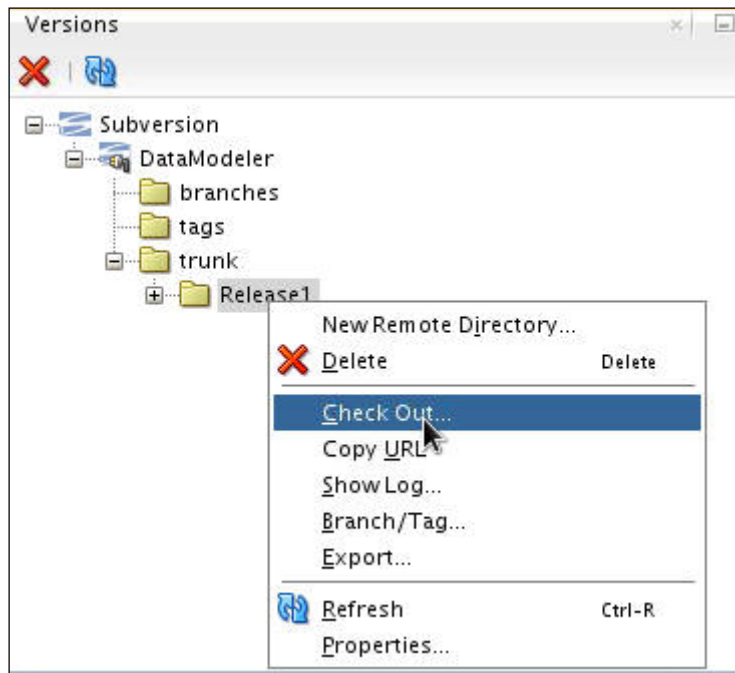 Versions
Subversion
DataModeler
branches
tags
trunk
Release1
New Remote Directory...
Delete Delete
Check Out...
Copy URL
Show Log...
Branch/Tag...
Export...
Refresh Ctrl-R
Properties...